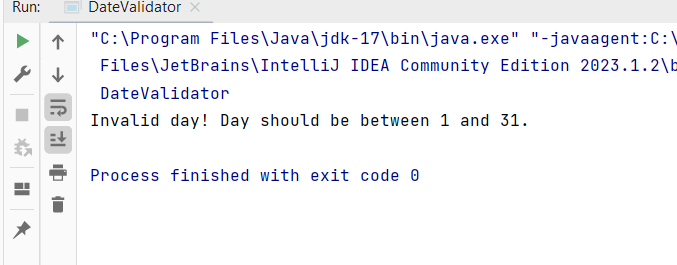 Run: DateValidator
"C:\Program Files\Java\jdk-17\bin\java.exe" "-javaagent:C:\
Files\JetBrains\IntelliJ IDEA Community Edition 2023.1.2\b
DateValidator
Invalid day! Day should be between 1 and 31.
Process finished with exit code 0